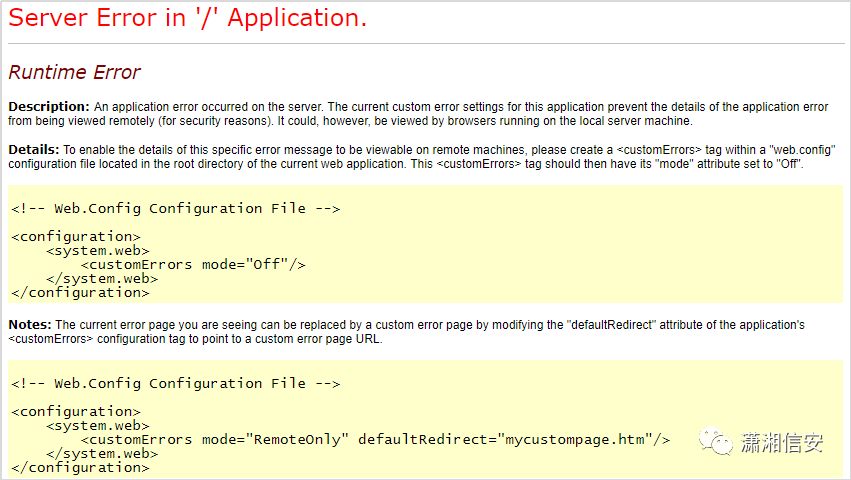 Server Error in '/' Application.
Runtime Error
Description: An application error occurred on the server. The current custom error settings for this application prevent the details of the application error
from being viewed remotely (for security reasons). It could, however, be viewed by browsers running on the local server machine.
Details: To enable the details of this specific error message to be viewable on remote machines, please create a <customErrors> tag within a "web.config"
configuration file located in the root directory of the current web application. This <customErrors> tag should then have its "mode" attribute set to "Off".
<!-- Web.Config Configuration File -->
<configuration>
    <system.web>
        <customErrors mode="Off"/>
    </system.web>
</configuration>
Notes: The current error page you are seeing can be replaced by a custom error page by modifying the "defaultRedirect" attribute of the application's
<customErrors> configuration tag to point to a custom error page URL.
<!-- Web.Config Configuration File -->
<configuration>
    <system.web>
        <customErrors mode="RemoteOnly" defaultRedirect="mycustompage.htm"/>
    </system.web>
</configuration>
潇湘信安